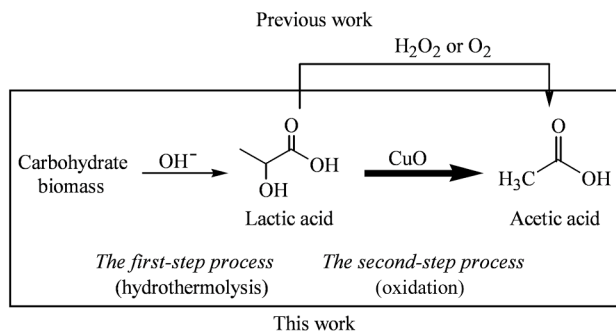 Previous work
H₂O₂ or O₂
O
O
Carbohydrate
biomass
OH⁻
OH
OH
CuO
H₃C
OH
Lactic acid
Acetic acid
The first-step process
(hydrothermolysis)
The second-step process
(oxidation)
This work